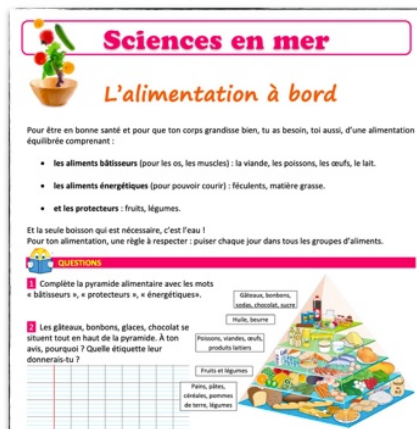 Sciences en mer
L'alimentation à bord
Pour être en bonne santé et pour que ton corps grandisse bien, tu as besoin, toi aussi, d'une alimentation
équilibrée comprenant :
• les aliments bâtisseurs (pour les os, les muscles) : la viande, les poissons, les œufs, le lait.
• les aliments énergétiques (pour pouvoir courir) : féculents, matière grasse.
• et les protecteurs : fruits, légumes.
Et la seule boisson qui est nécessaire, c'est l'eau !
Pour ton alimentation, une règle à respecter : puiser chaque jour dans tous les groupes d'aliments.
QUESTIONS
1 Complète la pyramide alimentaire avec les mots
« bâtisseurs », « protecteurs », « énergétiques».
2 Les gâteaux, bonbons, glaces, chocolat se
situent tout en haut de la pyramide. À ton
avis, pourquoi ? Quelle étiquette leur
donnerais-tu ?
Gâteaux, bonbons,
sodas, chocolat, sucre
Huile, beurre
Poissons, viandes, œufs,
produits laitiers
Fruits et légumes
Pains, pâtes,
céréales, pommes
de terre, légumes